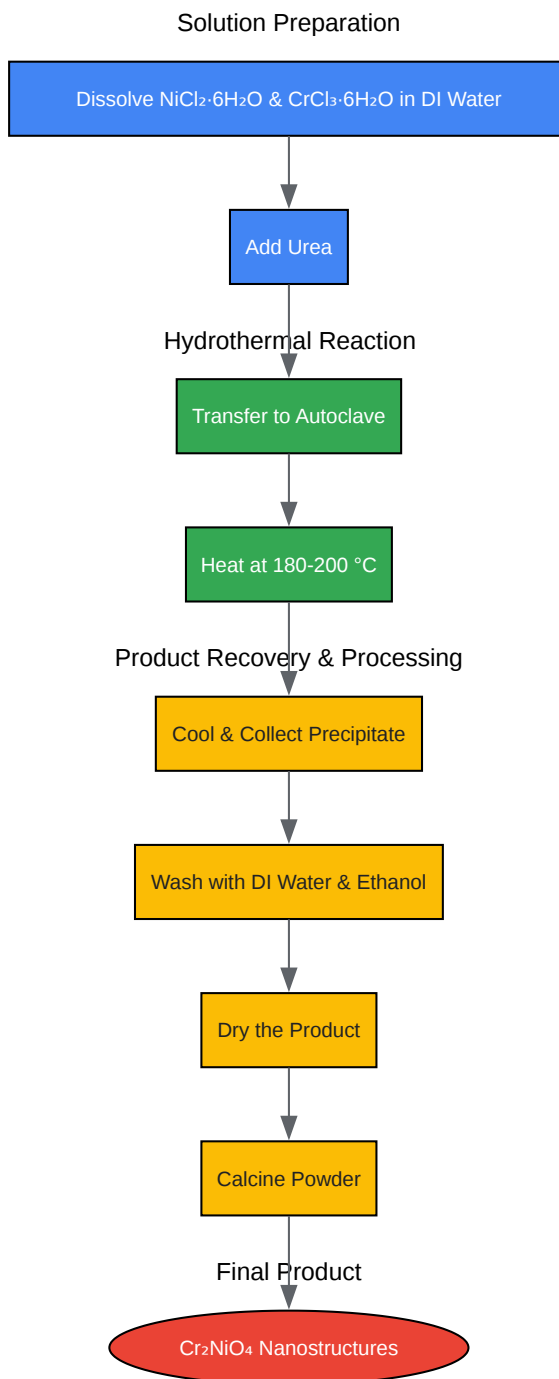 Solution Preparation
Dissolve NiCl₂·6H₂O & CrCl₃·6H₂O in DI Water
Add Urea
Hydrothermal Reaction
Transfer to Autoclave
Heat at 180-200 °C
Product Recovery & Processing
Cool & Collect Precipitate
Wash with DI Water & Ethanol
Dry the Product
Calcine Powder
Final Product
Cr₂NiO₄ Nanostructures